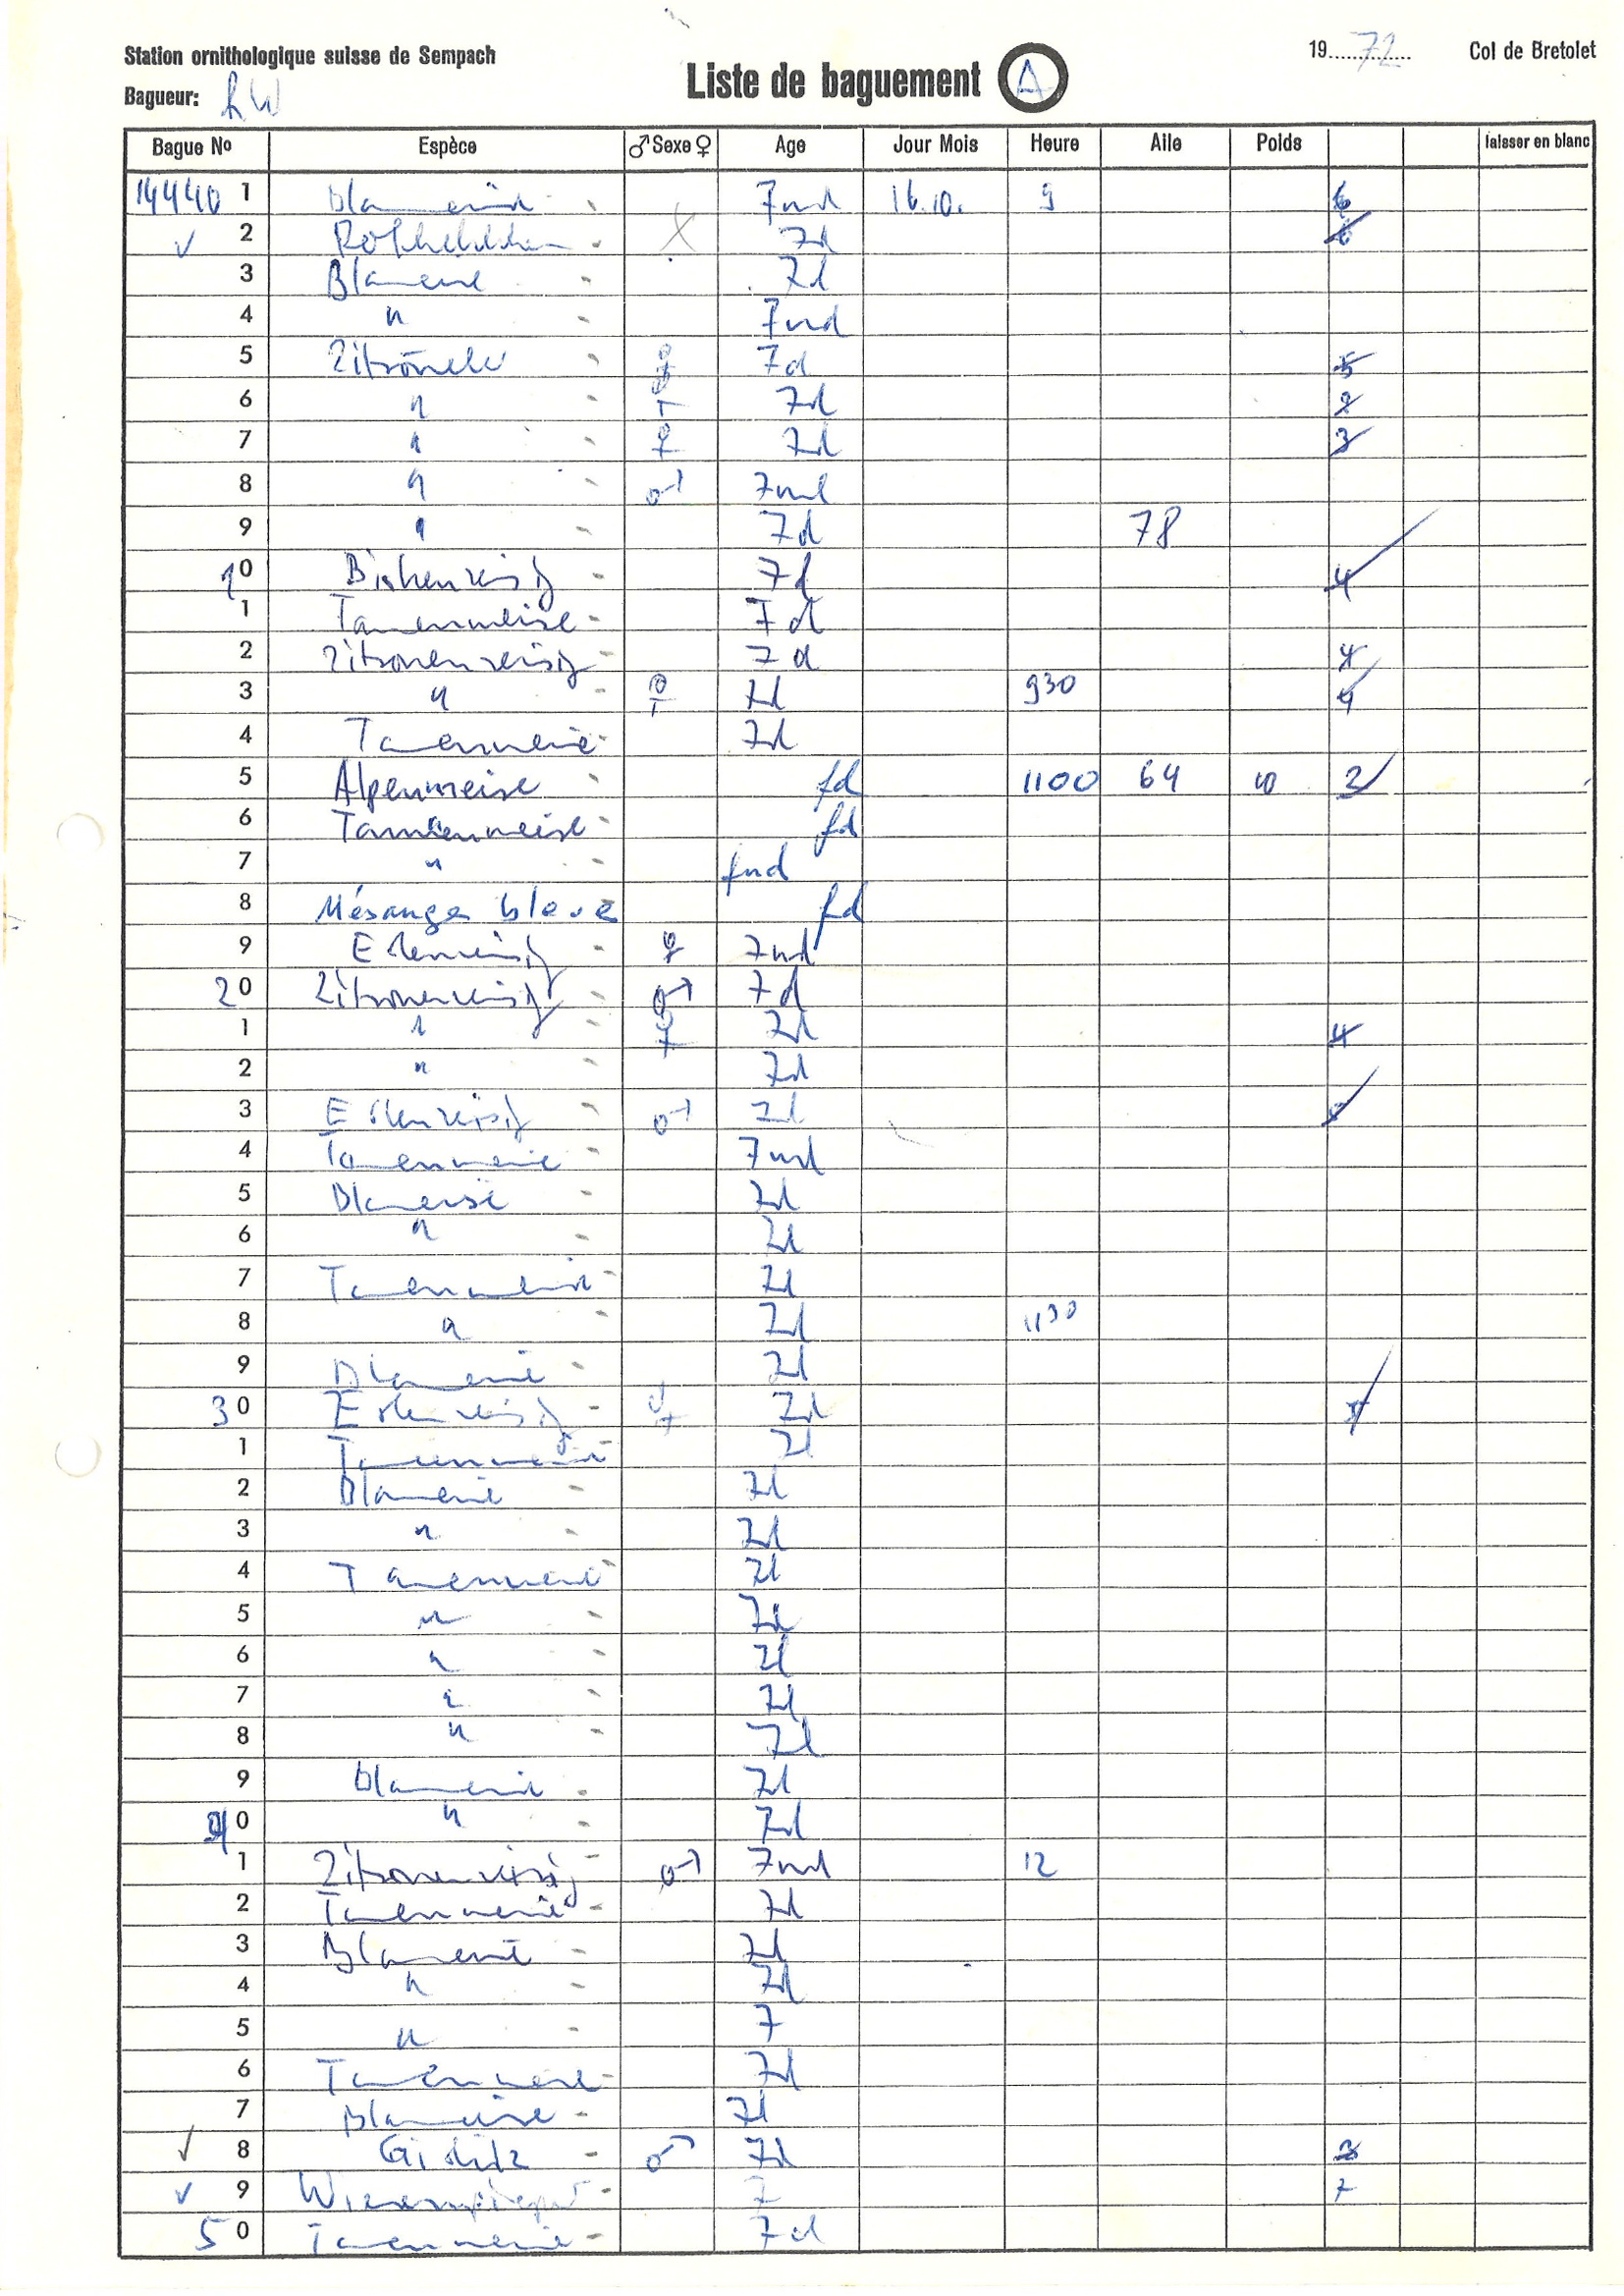 Station ornithologique suisse de Sempach
Liste de baguement A
1972 Col de Bretolet
Bagueur: RW
Bague Nº Espèce ♂ Sexe ♀ Age Jour Mois Heure Aile Poids laisser en blanc
14440 1 7nd 16.10. 9 6
✓ 2 7d 6
3 7d
4 " 7nd
5 ♀ 7d 5
6 " ♀ 7d 2
7 " ♀ 7d 3
8 " ♂ 7nd
9 " 7d 78
10 Birkenzeisig 7d 4
1 Tannenmeise 7d
2 Zitronenzeisig 7d 4
3 " ♀ 7d 930 4
4 Tannenmeise 7d
5 Alpenmeise fd 1100 64 10 2
6 Tannenmeise fd
7 " fnd
8 Mésange bleue fd
9 Erlenzeisig ♀ 7nd
20 Zitronenzeisig ♂ 7d
1 " ♀ 7d 4
2 " 7d
3 Erlenzeisig ♂ 7d
4 Tannenmeise 7nd
5 Blaumeise 7d
6 " 7d
7 Tannenmeise 7d
8 " 7d 1130
9 Blaumeise 7d
30 Erlenzeisig 7d
1 Tannenmeise 7d
2 Blaumeise 7d
3 " 7d
4 Tannenmeise 7d
5 " 7d
6 " 7d
7 " 7d
8 " 7d
9 Blaumeise 7d
40 " 7d
1 Zitronenzeisig ♂ 7nd 12
2 Tannenmeise 7d
3 Blaumeise 7d
4 " 7d
5 " 7
6 Tannenmeise 7d
7 Blaumeise 7d
✓ 8 Girlitz ♂ 7d 3
✓ 9 Wiesenpieper 7
50 Tannenmeise 7d